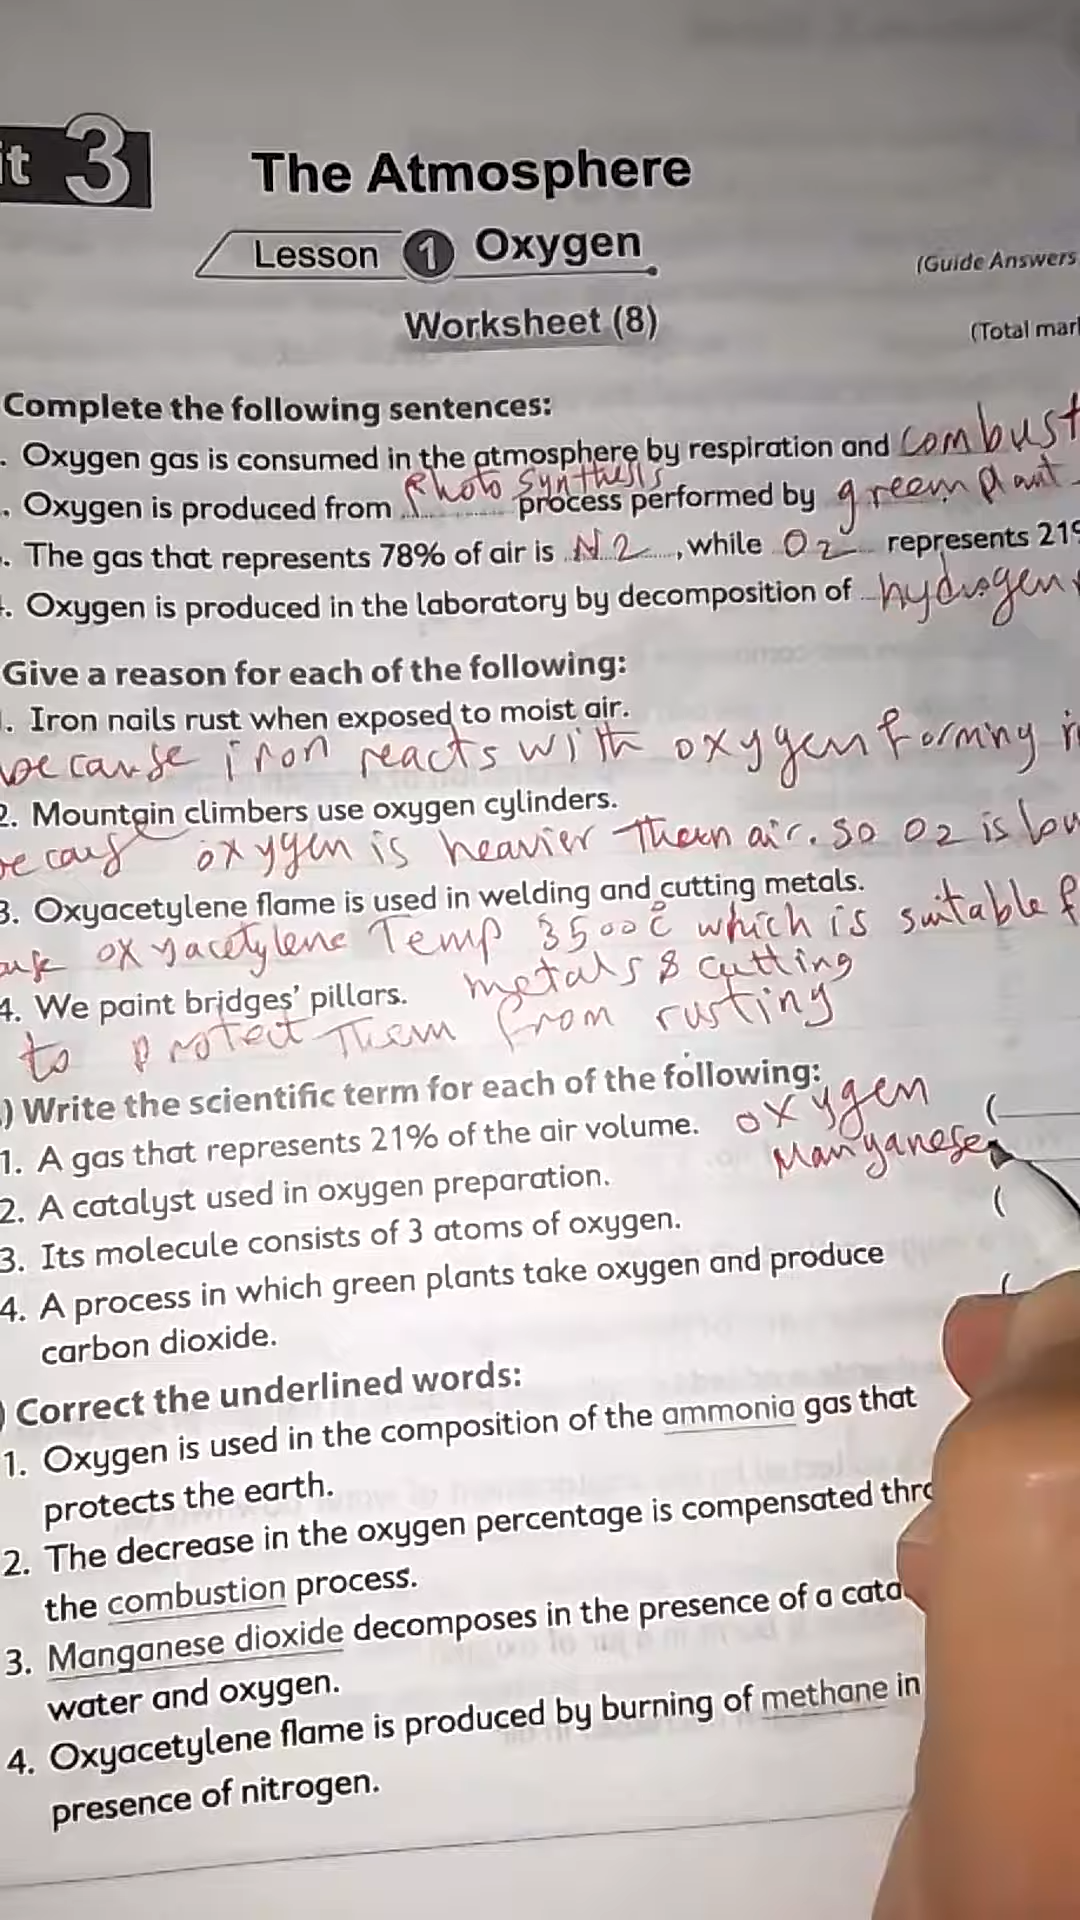 it 3
The Atmosphere
Lesson 1 Oxygen
(Guide Answers
Worksheet (8)
(Total mark
Complete the following sentences:
. Oxygen gas is consumed in the atmosphere by respiration and combust
. Oxygen is produced from photo synthesis process performed by green plant
. The gas that represents 78% of air is N2, while O2 represents 21%
. Oxygen is produced in the laboratory by decomposition of hydrogen
Give a reason for each of the following:
1. Iron nails rust when exposed to moist air.
because iron reacts with oxygen forming
2. Mountain climbers use oxygen cylinders.
oxygen is heavier than air. so O2 is low
3. Oxyacetylene flame is used in welding and cutting metals.
oxyacetylene Temp 3500°C which is suitable f
metals & cutting
4. We paint bridges' pillars.
to protect Them from rusting
) Write the scientific term for each of the following:
1. A gas that represents 21% of the air volume. oxygen (
2. A catalyst used in oxygen preparation. Manganese (
3. Its molecule consists of 3 atoms of oxygen. (
4. A process in which green plants take oxygen and produce
carbon dioxide.
) Correct the underlined words:
1. Oxygen is used in the composition of the ammonia gas that
protects the earth.
2. The decrease in the oxygen percentage is compensated thro
the combustion process.
3. Manganese dioxide decomposes in the presence of a cata
water and oxygen.
4. Oxyacetylene flame is produced by burning of methane in
presence of nitrogen.